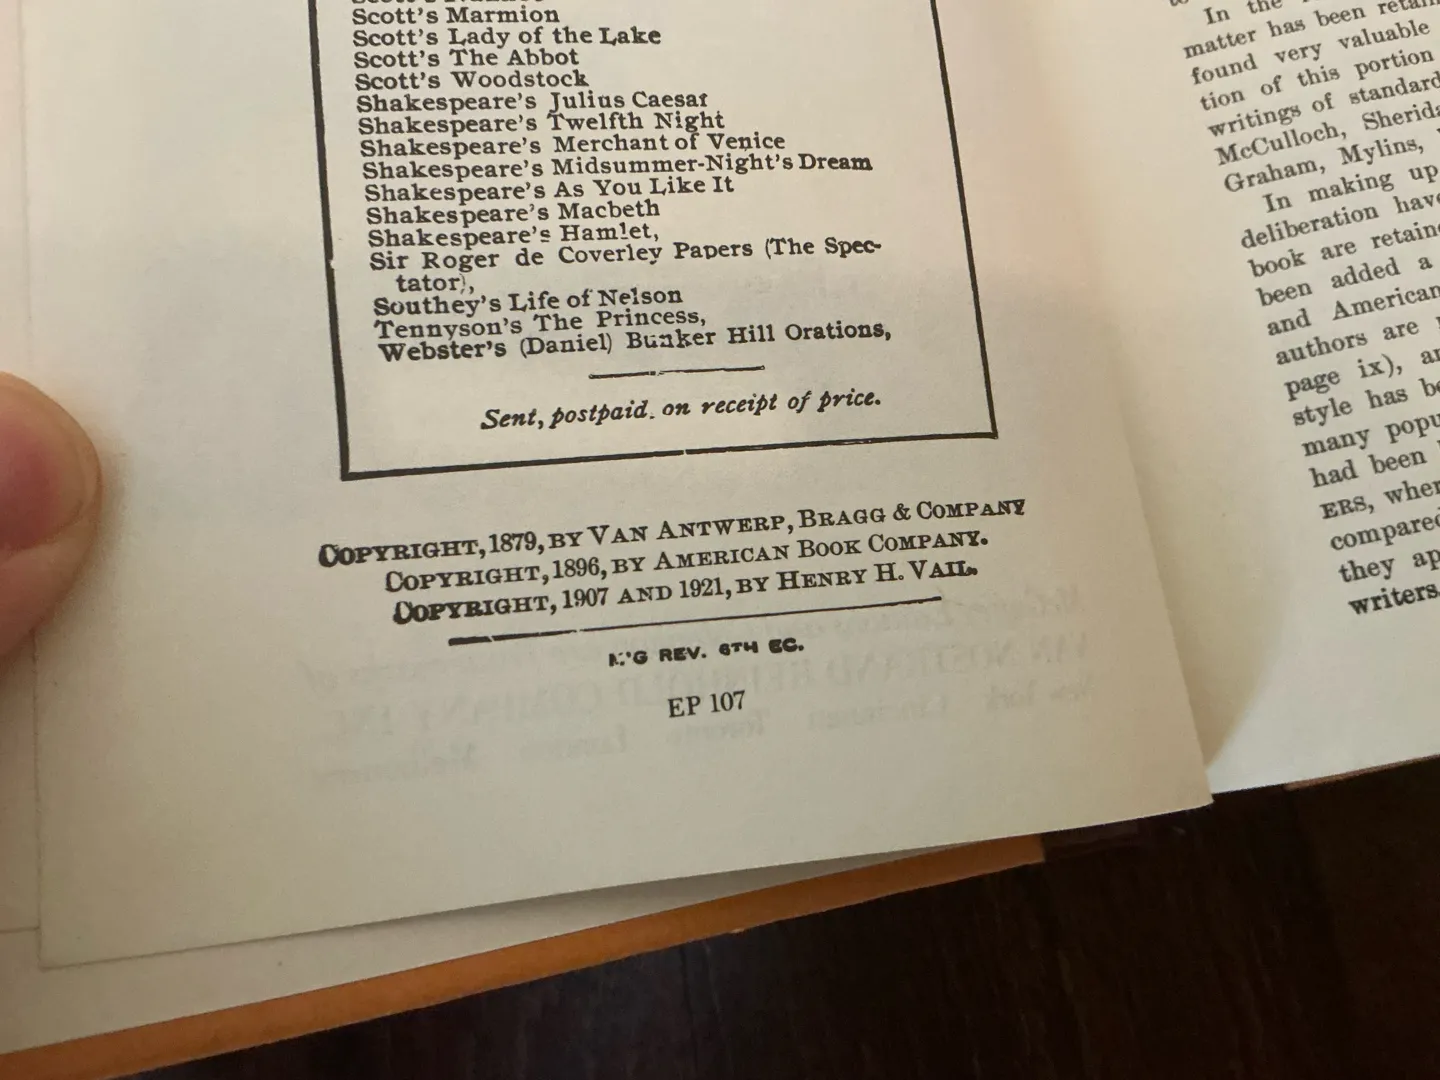 Scott's Marmion
Scott's Lady of the Lake
Scott's The Abbot
Scott's Woodstock
Shakespeare's Julius Caesar
Shakespeare's Twelfth Night
Shakespeare's Merchant of Venice
Shakespeare's Midsummer-Night's Dream
Shakespeare's As You Like It
Shakespeare's Macbeth
Shakespeare's Hamlet,
Sir Roger de Coverley Papers (The Spec-
tator),
Southey's Life of Nelson
Tennyson's The Princess,
Webster's (Daniel) Bunker Hill Orations,
Sent, postpaid. on receipt of price.
COPYRIGHT, 1879, BY VAN ANTWERP, BRAGG & COMPANY
COPYRIGHT, 1896, BY AMERICAN BOOK COMPANY.
COPYRIGHT, 1907 AND 1921, BY HENRY H. VAIL.
M'G REV. 6TH EC.
EP 107
In the
matter has been
found very valuable
tion of this portion
writings of standard
McCulloch,
Graham, Mylins,
In making up
deliberation have
book are
been added a
and American
authors are
page ix),
style has
many
had been
ERS,
compared
they
writers.